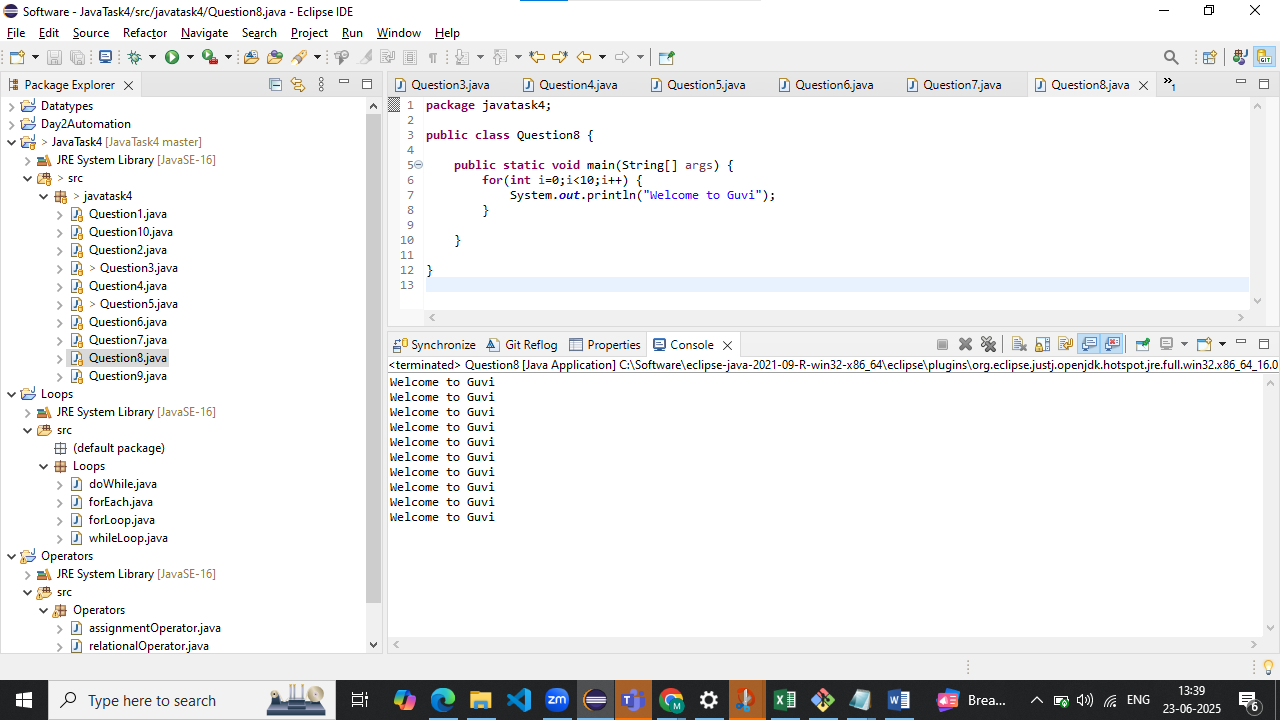 Software - JavaTask4/src/javatask4/Question8.java - Eclipse IDE
File Edit Source Refactor Navigate Search Project Run Window Help
GIT
Package Explorer
Question3.java Question4.java Question5.java Question6.java Question7.java Question8.java »1
Datatypes
Day2Automation
> JavaTask4 [JavaTask4 master]
JRE System Library [JavaSE-16]
> src
> javatask4
Question1.java
Question10.java
Question2.java
> Question3.java
Question4.java
> Question5.java
Question6.java
Question7.java
Question8.java
Question9.java
Loops
JRE System Library [JavaSE-16]
src
(default package)
Loops
doWhile.java
forEach.java
forLoop.java
whileLoop.java
Operators
JRE System Library [JavaSE-16]
src
Operators
assignmentOperator.java
relationalOperator.java
1 package javatask4;
2
3 public class Question8 {
4
5 public static void main(String[] args) {
6 for(int i=0;i<10;i++) {
7 System.out.println("Welcome to Guvi");
8 }
9
10 }
11
12 }
13
Synchronize Git Reflog Properties Console
<terminated> Question8 [Java Application] C:\Software\eclipse-java-2021-09-R-win32-x86_64\eclipse\plugins\org.eclipse.justj.openjdk.hotspot.jre.full.win32.x86_64_16.0
Welcome to Guvi
Welcome to Guvi
Welcome to Guvi
Welcome to Guvi
Welcome to Guvi
Welcome to Guvi
Welcome to Guvi
Welcome to Guvi
Welcome to Guvi
Welcome to Guvi
Type here to search
zm
Brea...
ENG
13:39
23-06-2025
6